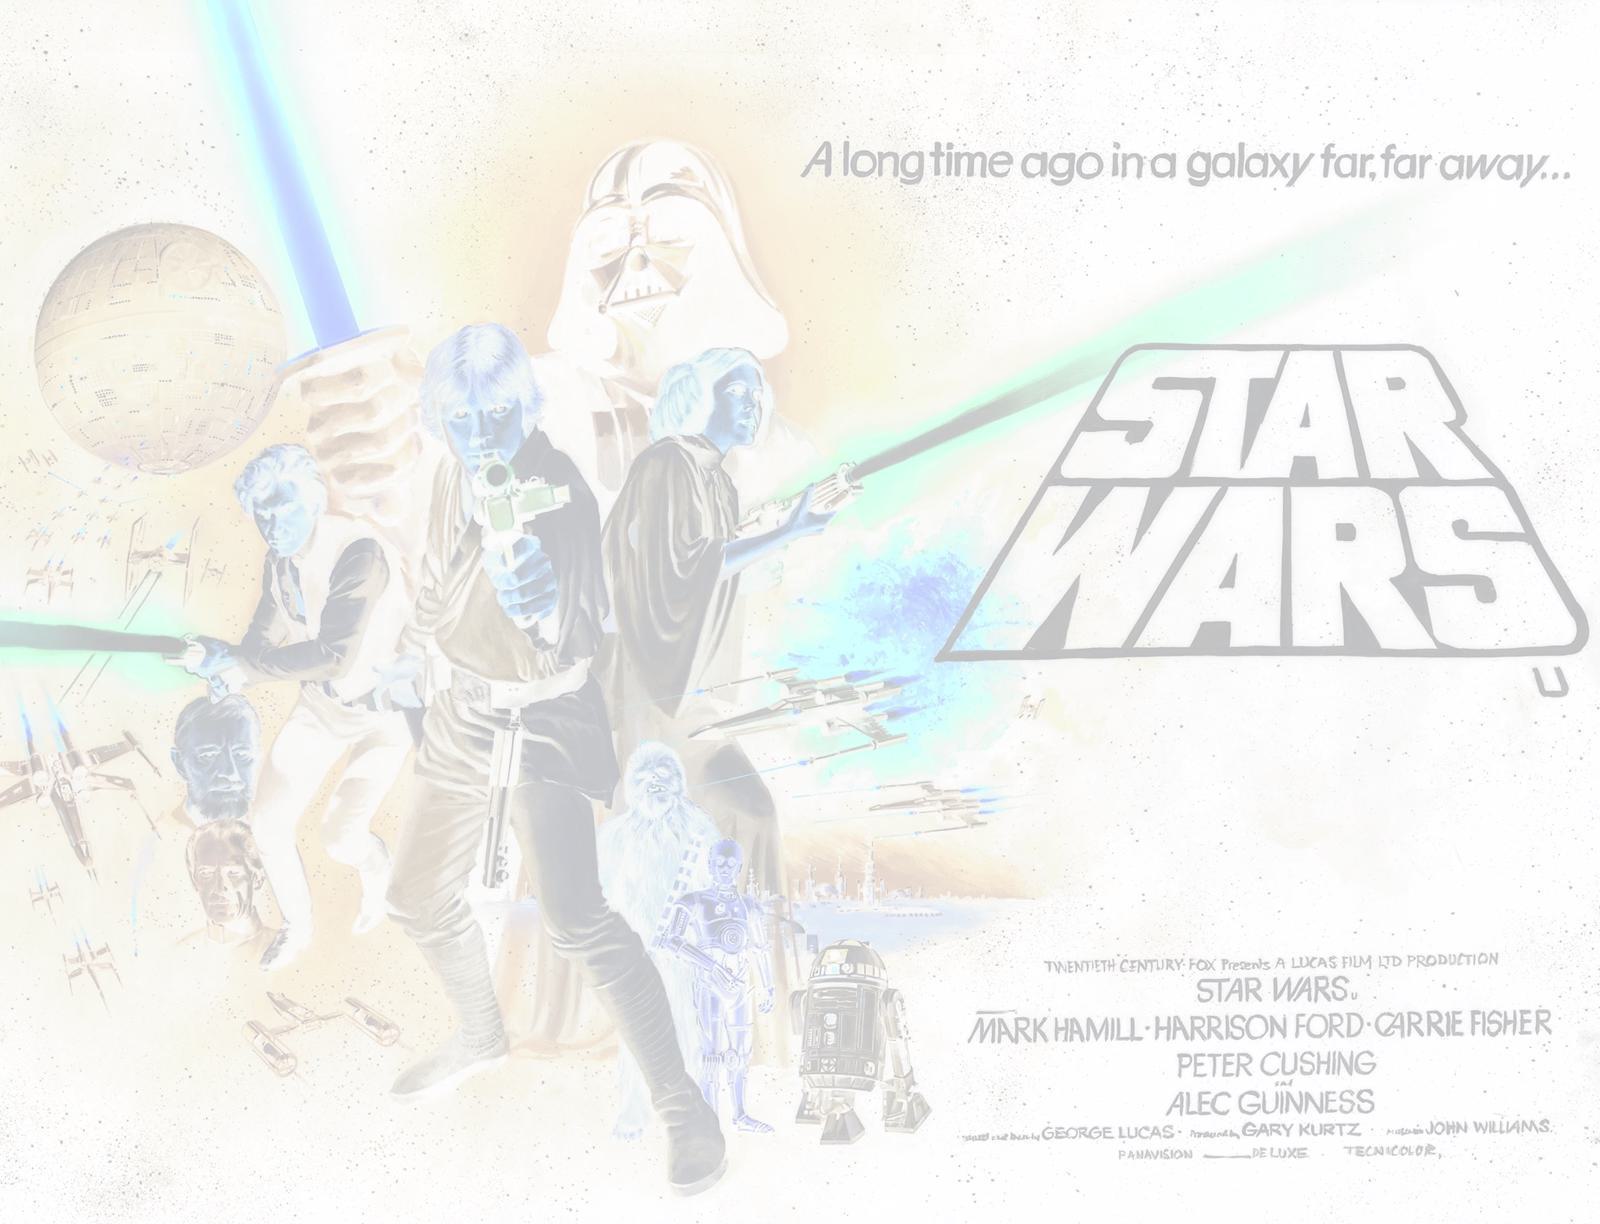 A long time ago in a galaxy far, far away...
STAR
WARS
U
TWENTIETH CENTURY-FOX Presents A LUCAS FILM LTD PRODUCTION
STAR WARS U
MARK HAMILL · HARRISON FORD · CARRIE FISHER
PETER CUSHING
and
ALEC GUINNESS
GEORGE LUCAS · GARY KURTZ · JOHN WILLIAMS.
PANAVISION DE LUXE TECNICOLOR,